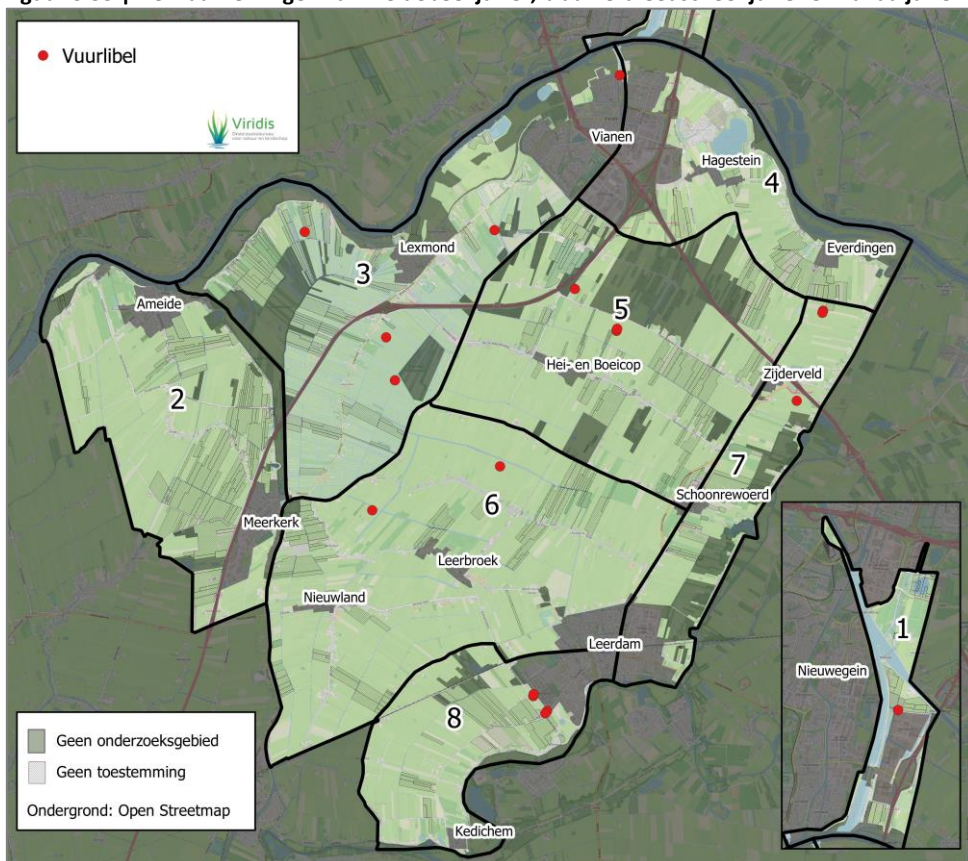 Vuurlibel
Viridis
Vianen
Hagestein
4
Everdingen
Lexmond
3
Ameide
5
Hei- en Boeicop
Zijderveld
2
7
Schoonrewoerd
6
Meerkerk
Leerbroek
Nieuwland
Leerdam
1
Nieuwegein
8
Kedichem
Geen onderzoeksgebied
Geen toestemming
Ondergrond: Open Streetmap